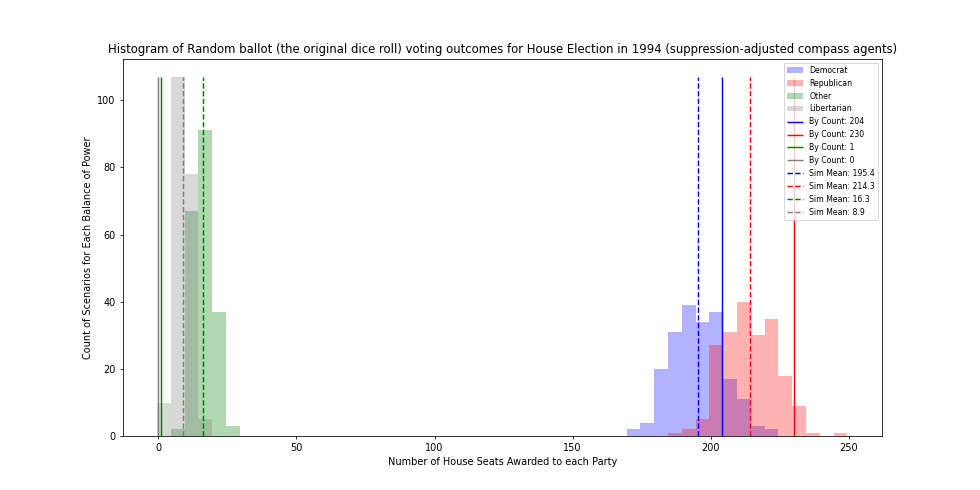 Histogram of Random ballot (the original dice roll) voting outcomes for House Election in 1994 (suppression-adjusted compass agents)
Count of Scenarios for Each Balance of Power
100
80
60
40
20
0
0
50
100
150
200
250
Number of House Seats Awarded to each Party
Democrat
Republican
Other
Libertarian
By Count: 204
By Count: 230
By Count: 1
By Count: 0
Sim Mean: 195.4
Sim Mean: 214.3
Sim Mean: 16.3
Sim Mean: 8.9